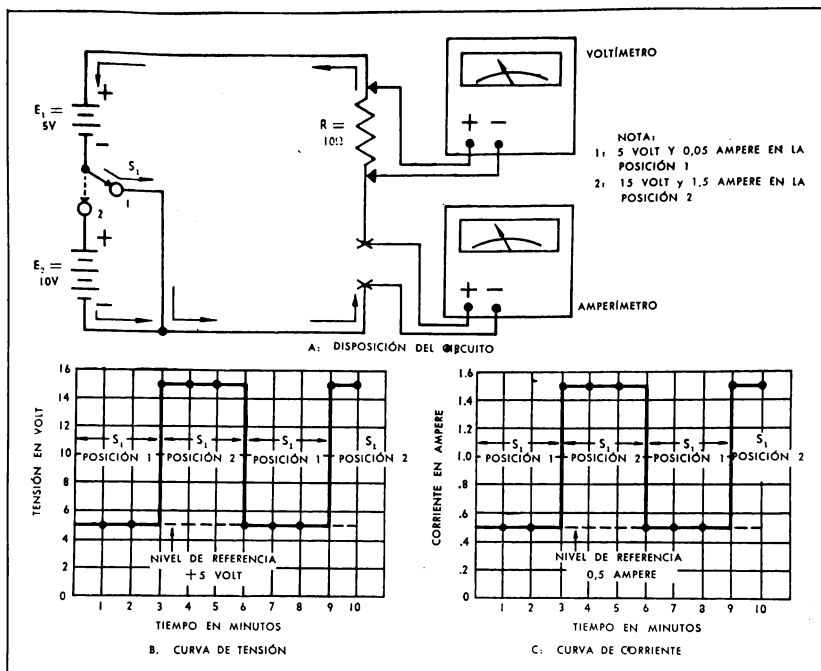 VOLTÍMETRO
E₁ =
5V
+
−
R =
10Ω
+ −
NOTA:
1: 5 VOLT Y 0,05 AMPERE EN LA
POSICIÓN 1
2: 15 VOLT y 1,5 AMPERE EN LA
POSICIÓN 2
S₁
1
2
+
−
E₂ =
10V
+ −
AMPERÍMETRO
A: DISPOSICIÓN DEL CIRCUITO
TENSIÓN EN VOLT
16
14
12
10
8
6
4
2
0
S₁
POSICIÓN 1
S₁
POSICIÓN 2
S₁
POSICIÓN 1
S₁
POSICIÓN 2
NIVEL DE REFERENCIA
+5 VOLT
1 2 3 4 5 6 7 8 9 10
TIEMPO EN MINUTOS
B. CURVA DE TENSIÓN
CORRIENTE EN AMPERE
1.6
1.4
1.2
1.0
.8
.6
.4
.2
0
S₁
POSICIÓN 1
S₁
POSICIÓN 2
S₁
POSICIÓN 1
S₁
POSICIÓN 2
NIVEL DE REFERENCIA
0,5 AMPERE
1 2 3 4 5 6 7 8 9 10
TIEMPO EN MINUTOS
C: CURVA DE CORRIENTE